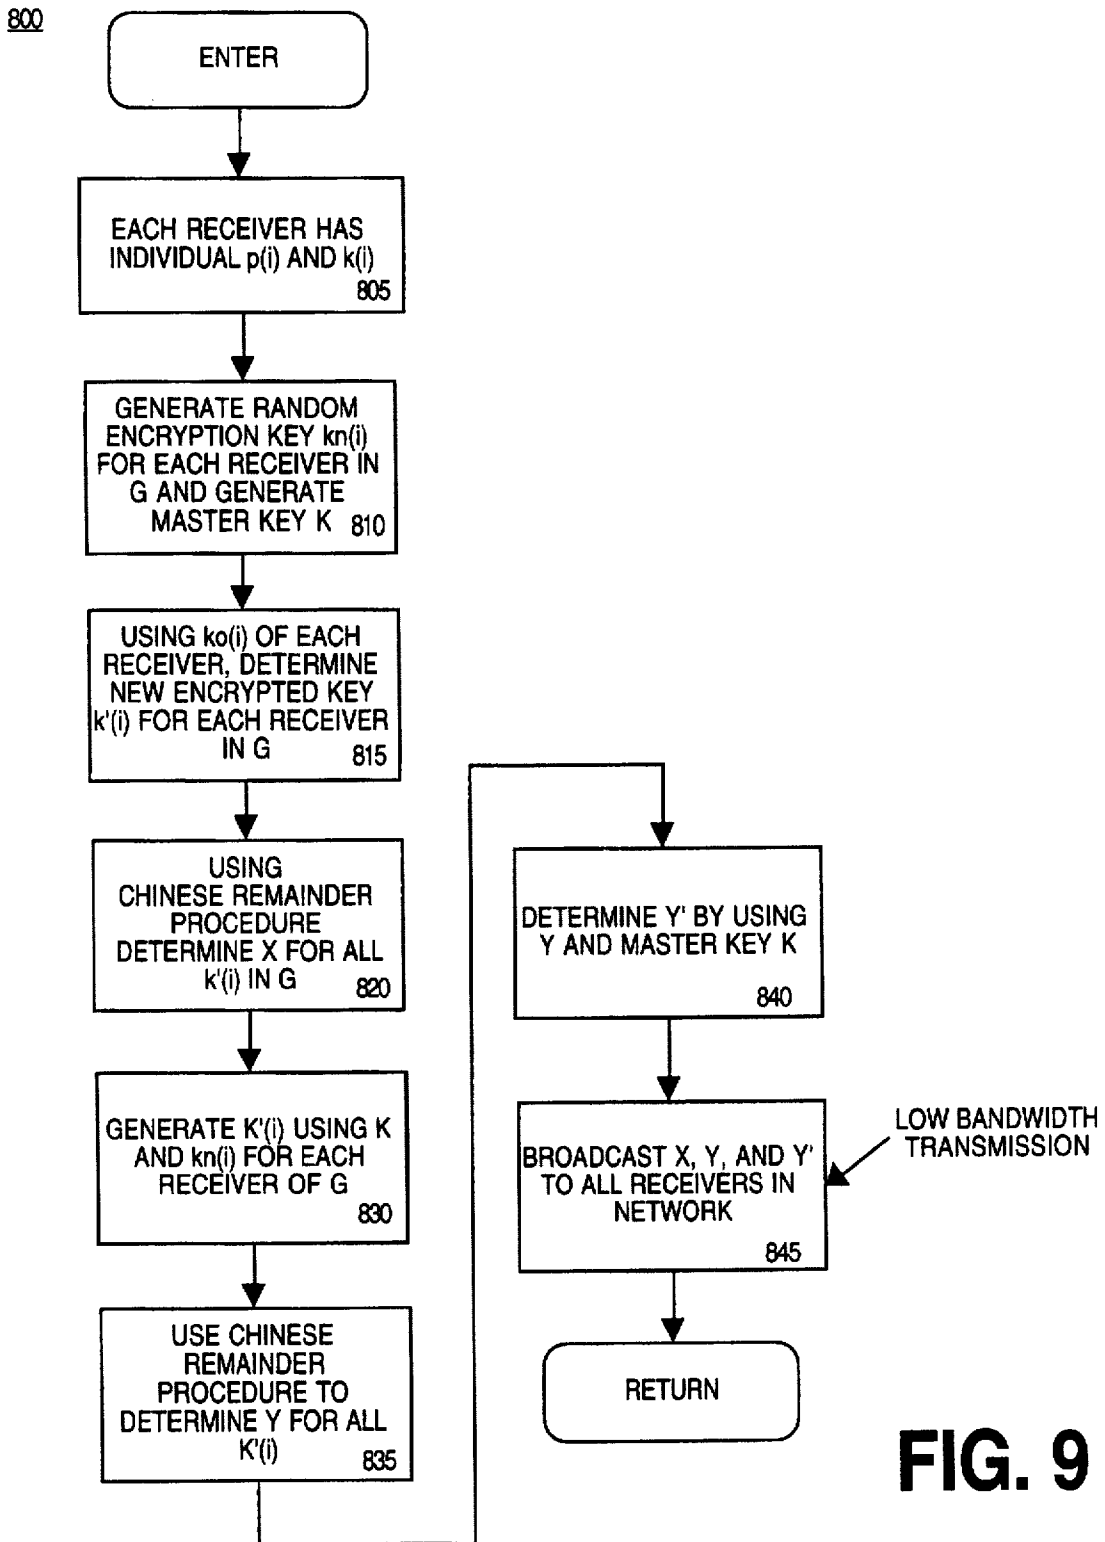 800
ENTER
EACH RECEIVER HAS
INDIVIDUAL p(i) AND k(i)
805
GENERATE RANDOM
ENCRYPTION KEY kn(i)
FOR EACH RECEIVER IN
G AND GENERATE
MASTER KEY K 810
USING ko(i) OF EACH
RECEIVER, DETERMINE
NEW ENCRYPTED KEY
k'(i) FOR EACH RECEIVER
IN G 815
USING
CHINESE REMAINDER
PROCEDURE
DETERMINE X FOR ALL
k'(i) IN G 820
GENERATE K'(i) USING K
AND kn(i) FOR EACH
RECEIVER OF G
830
USE CHINESE
REMAINDER
PROCEDURE TO
DETERMINE Y FOR ALL
K'(i) 835
DETERMINE Y' BY USING
Y AND MASTER KEY K
840
BROADCAST X, Y, AND Y'
TO ALL RECEIVERS IN
NETWORK
845
LOW BANDWIDTH
TRANSMISSION
RETURN
FIG. 9